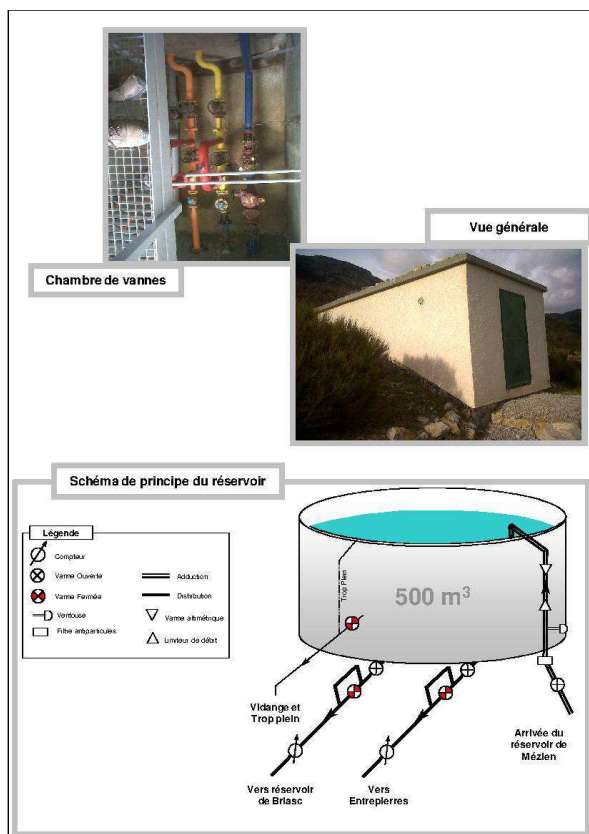 Chambre de vannes
Vue générale
Schéma de principe du réservoir
Légende
Compteur
Vanne Ouverte
Vanne Fermée
Ventouse
Filtre antiparticules
Adduction
Distribution
Vanne altimétrique
Limiteur de débit
500 m³
Trop Plein
Vidange et
Trop plein
Vers réservoir
de Briasc
Vers
Entrepierres
Arrivée du
réservoir de
Mézien